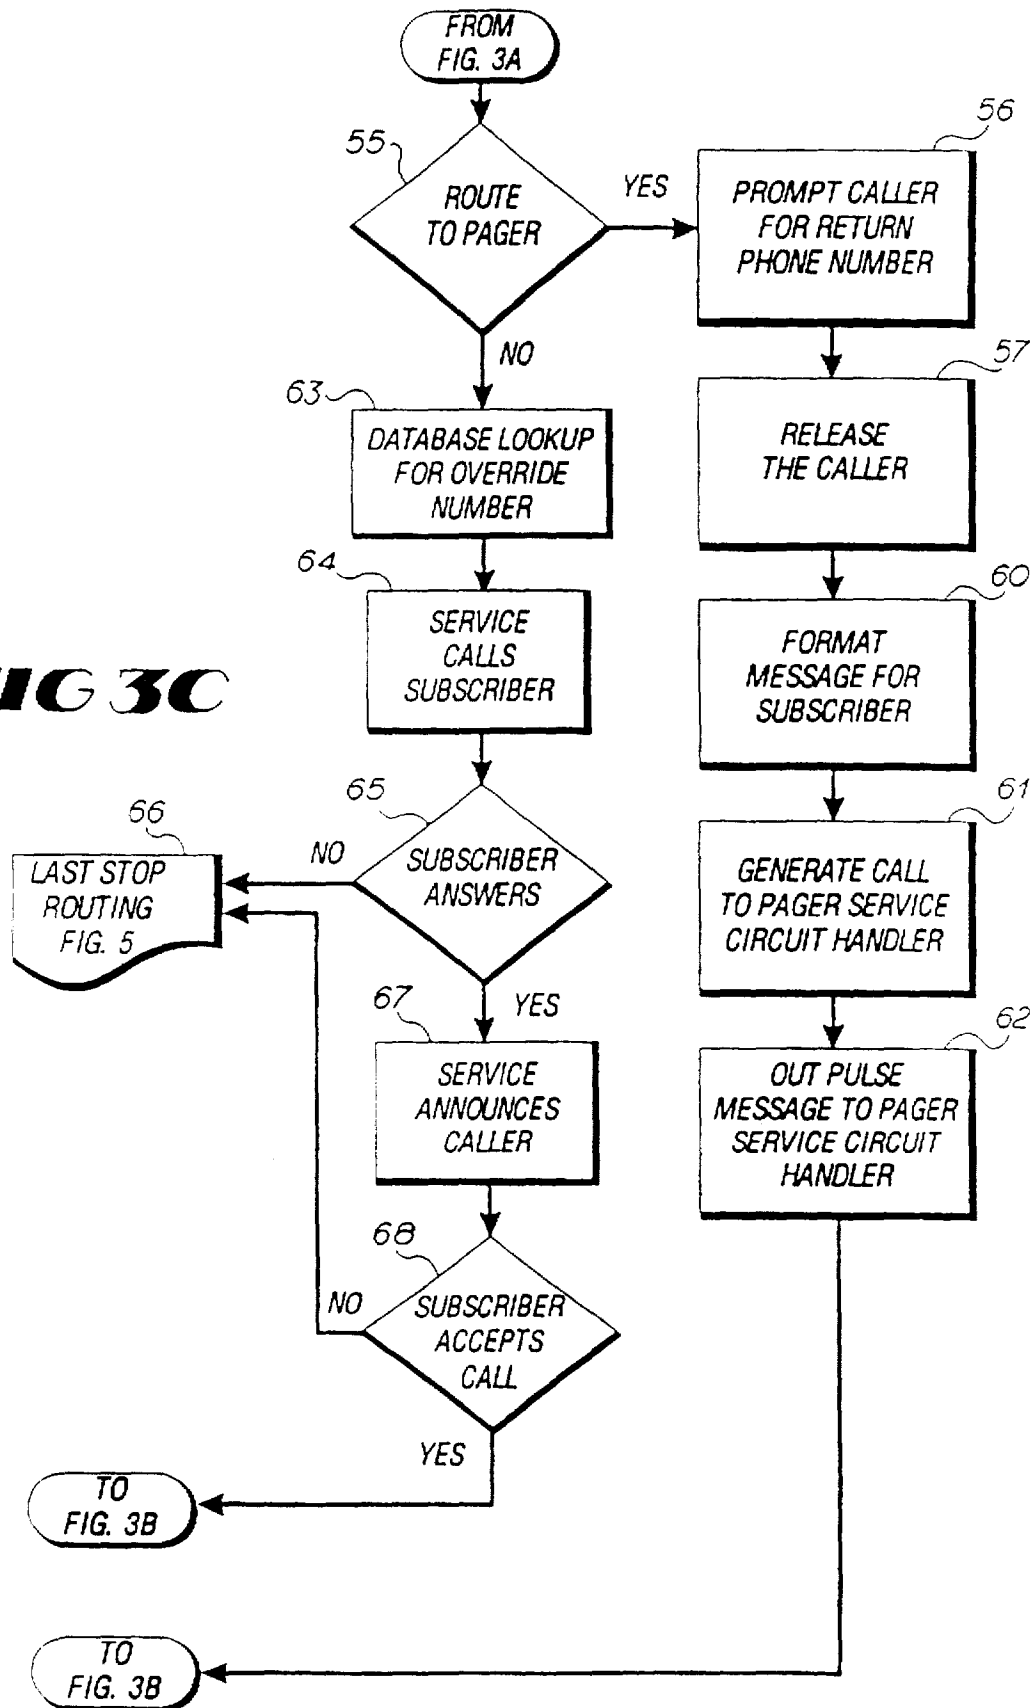 FROM
FIG. 3A
55
ROUTE
TO PAGER
YES
NO
56
PROMPT CALLER
FOR RETURN
PHONE NUMBER
57
RELEASE
THE CALLER
63
DATABASE LOOKUP
FOR OVERRIDE
NUMBER
64
SERVICE
CALLS
SUBSCRIBER
60
FORMAT
MESSAGE FOR
SUBSCRIBER
IG 3C
65
SUBSCRIBER
ANSWERS
NO
YES
66
LAST STOP
ROUTING
FIG. 5
61
GENERATE CALL
TO PAGER SERVICE
CIRCUIT HANDLER
67
SERVICE
ANNOUNCES
CALLER
62
OUT PULSE
MESSAGE TO PAGER
SERVICE CIRCUIT
HANDLER
68
SUBSCRIBER
ACCEPTS
CALL
NO
YES
TO
FIG. 3B
TO
FIG. 3B